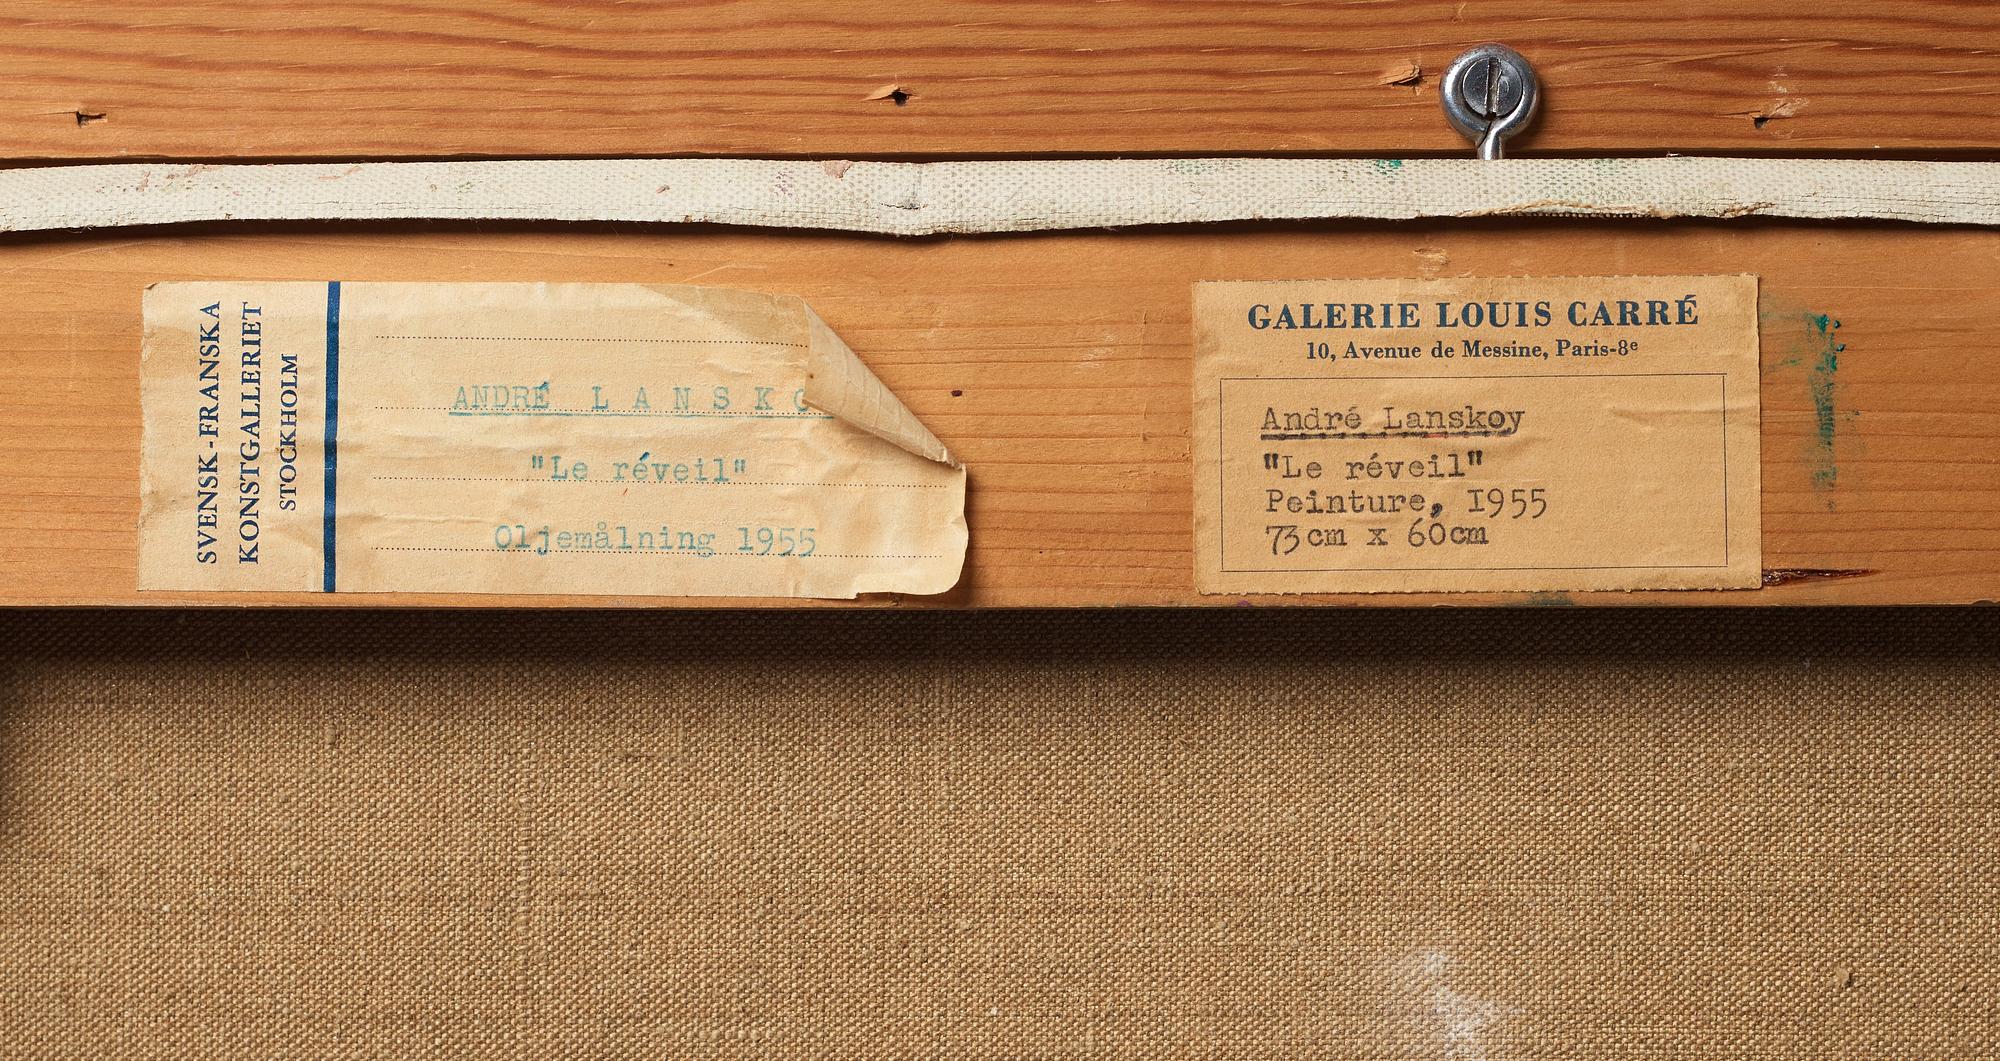 SVENSK-FRANSKA
KONSTGALLERIET
STOCKHOLM
ANDRÉ L A N S K O
"Le réveil"
Oljemålning 1955
GALERIE LOUIS CARRÉ
10, Avenue de Messine, Paris-8e
André Lanskoy
"Le réveil"
Peinture, 1955
73cm x 60cm